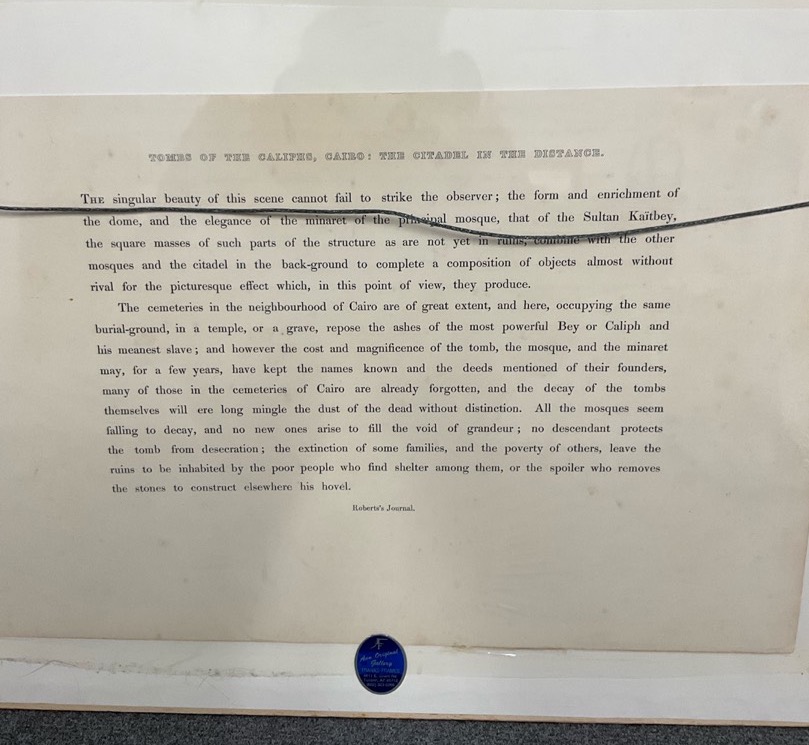 TOMBS OF THE CALIPHS, CAIRO: THE CITADEL IN THE DISTANCE.
THE singular beauty of this scene cannot fail to strike the observer; the form and enrichment of
the dome, and the elegance of the minaret of the principal mosque, that of the Sultan Kaïtbey,
the square masses of such parts of the structure as are not yet in ruins, combine with the other
mosques and the citadel in the back-ground to complete a composition of objects almost without
rival for the picturesque effect which, in this point of view, they produce.
The cemeteries in the neighbourhood of Cairo are of great extent, and here, occupying the same
burial-ground, in a temple, or a grave, repose the ashes of the most powerful Bey or Caliph and
his meanest slave; and however the cost and magnificence of the tomb, the mosque, and the minaret
may, for a few years, have kept the names known and the deeds mentioned of their founders,
many of those in the cemeteries of Cairo are already forgotten, and the decay of the tombs
themselves will ere long mingle the dust of the dead without distinction. All the mosques seem
falling to decay, and no new ones arise to fill the void of grandeur; no descendant protects
the tomb from desecration; the extinction of some families, and the poverty of others, leave the
ruins to be inhabited by the poor people who find shelter among them, or the spoiler who removes
the stones to construct elsewhere his hovel.
Roberts's Journal.
Original
Gallery